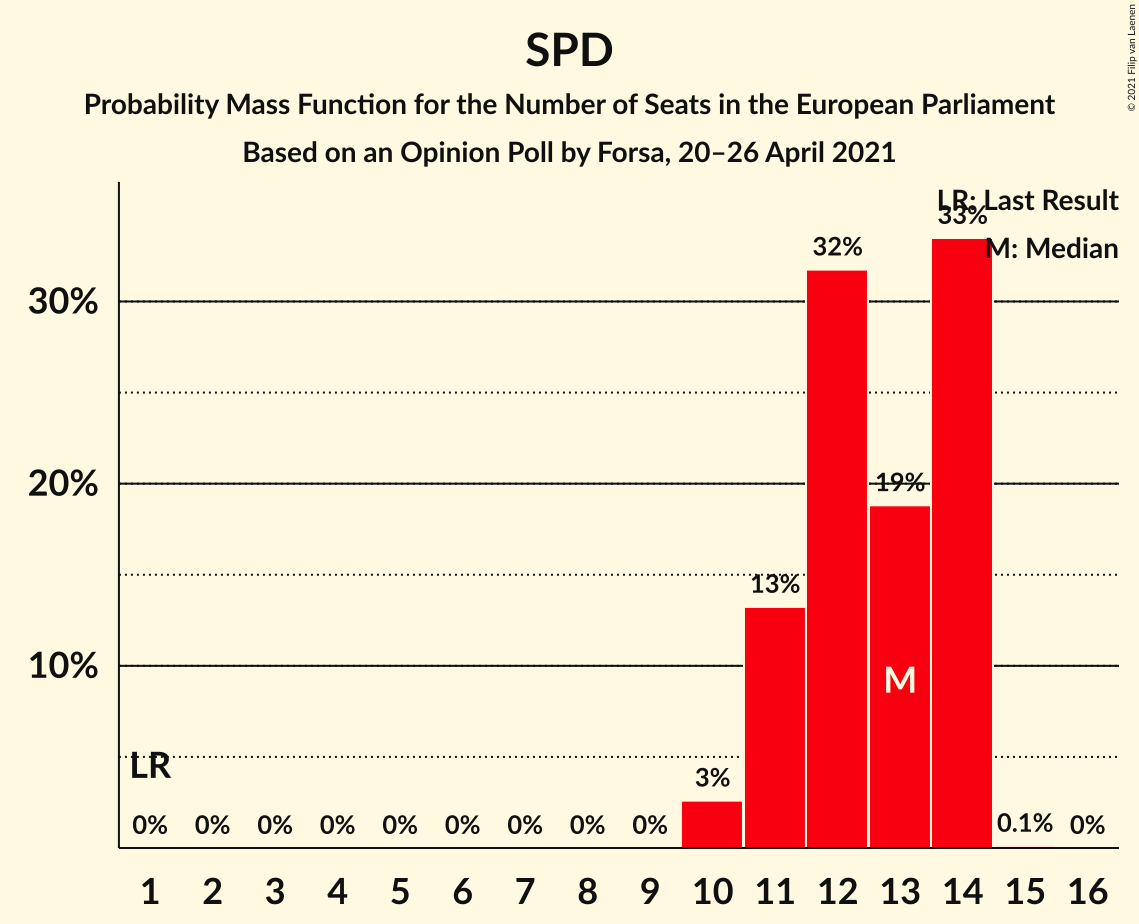 © 2021 Filip van Laenen
SPD
Probability Mass Function for the Number of Seats in the European Parliament
Based on an Opinion Poll by Forsa, 20–26 April 2021
LR: Last Result
M: Median
30%
20%
10%
LR
0% 0% 0% 0% 0% 0% 0% 0% 0% 3% 13% 32% 19% 33% 0.1% 0%
M
1 2 3 4 5 6 7 8 9 10 11 12 13 14 15 16